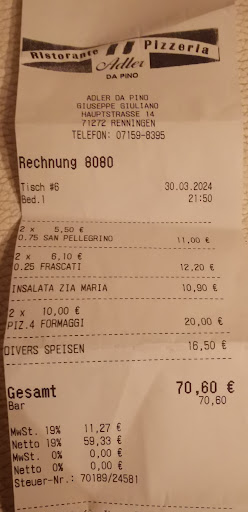 Ristorante Pizzeria
Adler
DA PINO
ADLER DA PINO
GIUSEPPE GIULIANO
HAUPTSTRASSE 14
71272 RENNINGEN
TELEFON: 07159-8395
Rechnung 8080
Tisch #6 30.03.2024
Bed.1 21:50
2 x 5,50 €
0.75 SAN PELLEGRINO 11,00 €
2 x 6,10 €
0.25 FRASCATI 12,20 €
INSALATA ZIA MARIA 10,90 €
2 x 10,00 €
PIZ.4 FORMAGGI 20,00 €
DIVERS SPEISEN 16,50 €
Gesamt 70,60 €
Bar 70,60
MwSt. 19% 11,27 €
Netto 19% 59,33 €
MwSt. 0% 0,00 €
Netto 0% 0,00 €
Steuer-Nr.: 70189/24581